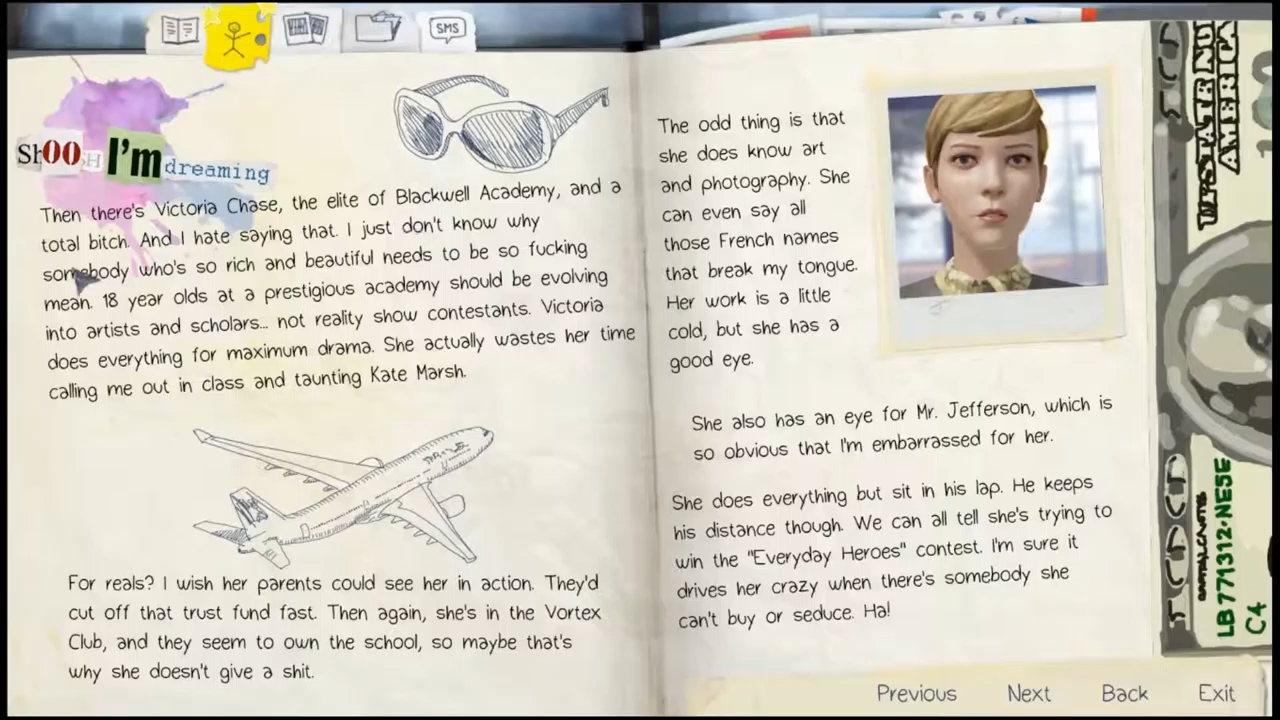 SMS
ShOOSH I'm dreaming
Then there's Victoria Chase, the elite of Blackwell Academy, and a
total bitch. And I hate saying that. I just don't know why
somebody who's so rich and beautiful needs to be so fucking
mean. 18 year olds at a prestigious academy should be evolving
into artists and scholars... not reality show contestants. Victoria
does everything for maximum drama. She actually wastes her time
calling me out in class and taunting Kate Marsh.
For reals? I wish her parents could see her in action. They'd
cut off that trust fund fast. Then again, she's in the Vortex
Club, and they seem to own the school, so maybe that's
why she doesn't give a shit.
The odd thing is that
she does know art
and photography. She
can even say all
those French names
that break my tongue.
Her work is a little
cold, but she has a
good eye.
She also has an eye for Mr. Jefferson, which is
so obvious that I'm embarrassed for her.
She does everything but sit in his lap. He keeps
his distance though. We can all tell she's trying to
win the "Everyday Heroes" contest. I'm sure it
drives her crazy when there's somebody she
can't buy or seduce. Ha!
AMERICA
LB771312-NE5E
C4
Previous Next Back Exit